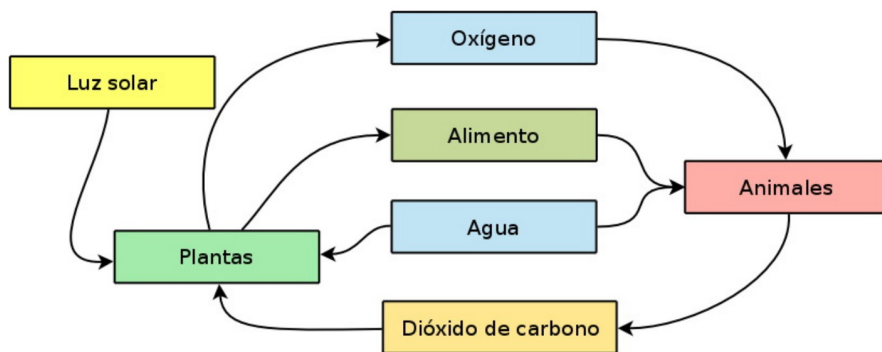 Oxígeno
Luz solar
Alimento
Animales
Agua
Plantas
Dióxido de carbono